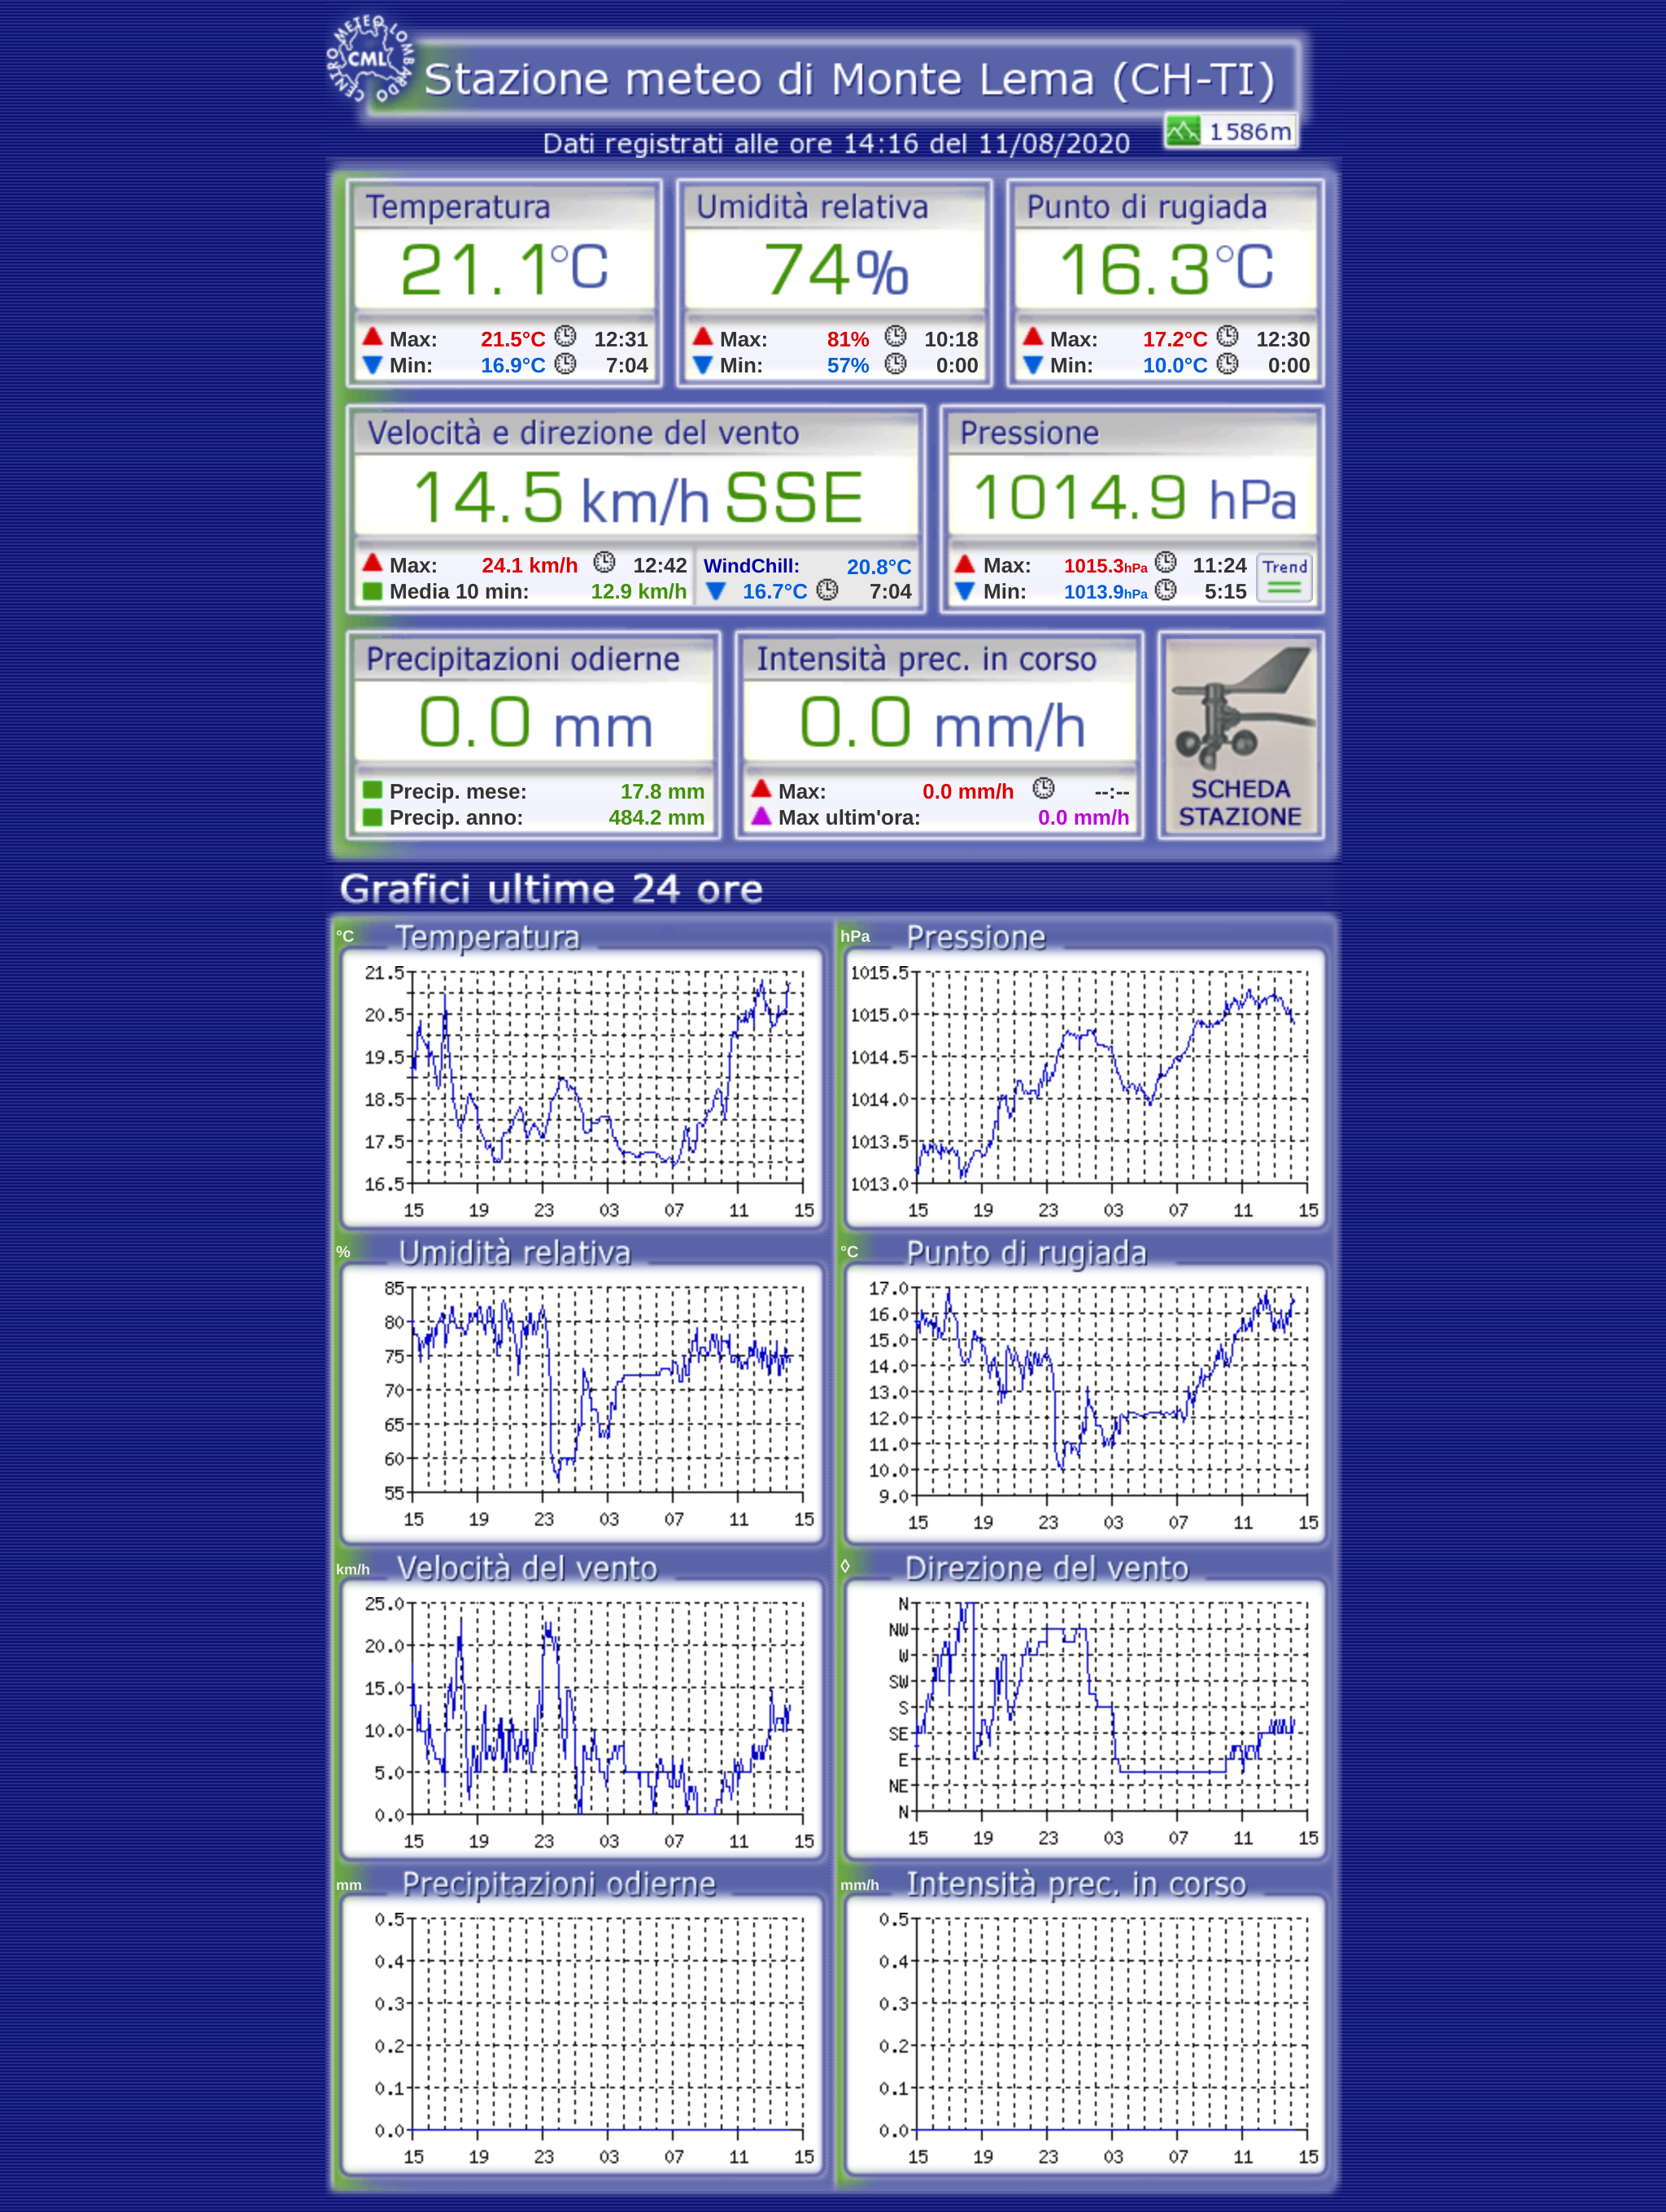 CENTRO METEO LOMBARDO
CML
Stazione meteo di Monte Lema (CH-TI)
Dati registrati alle ore 14:16 del 11/08/2020
1586m
Temperatura
21.1°C
Max: 21.5°C 12:31
Min: 16.9°C 7:04
Umidità relativa
74%
Max: 81% 10:18
Min: 57% 0:00
Punto di rugiada
16.3°C
Max: 17.2°C 12:30
Min: 10.0°C 0:00
Velocità e direzione del vento
14.5 km/h SSE
Max: 24.1 km/h 12:42
Media 10 min: 12.9 km/h
WindChill: 20.8°C
16.7°C 7:04
Pressione
1014.9 hPa
Max: 1015.3hPa 11:24
Min: 1013.9hPa 5:15
Trend
Precipitazioni odierne
0.0 mm
Precip. mese: 17.8 mm
Precip. anno: 484.2 mm
Intensità prec. in corso
0.0 mm/h
Max: 0.0 mm/h --:--
Max ultim'ora: 0.0 mm/h
SCHEDA
STAZIONE
Grafici ultime 24 ore
°C Temperatura
21.5
20.5
19.5
18.5
17.5
16.5
15 19 23 03 07 11 15
hPa Pressione
1015.5
1015.0
1014.5
1014.0
1013.5
1013.0
15 19 23 03 07 11 15
% Umidità relativa
85
80
75
70
65
60
55
15 19 23 03 07 11 15
°C Punto di rugiada
17.0
16.0
15.0
14.0
13.0
12.0
11.0
10.0
9.0
15 19 23 03 07 11 15
km/h Velocità del vento
25.0
20.0
15.0
10.0
5.0
0.0
15 19 23 03 07 11 15
◊ Direzione del vento
N
NW
W
SW
S
SE
E
NE
N
15 19 23 03 07 11 15
mm Precipitazioni odierne
0.5
0.4
0.3
0.2
0.1
0.0
15 19 23 03 07 11 15
mm/h Intensità prec. in corso
0.5
0.4
0.3
0.2
0.1
0.0
15 19 23 03 07 11 15